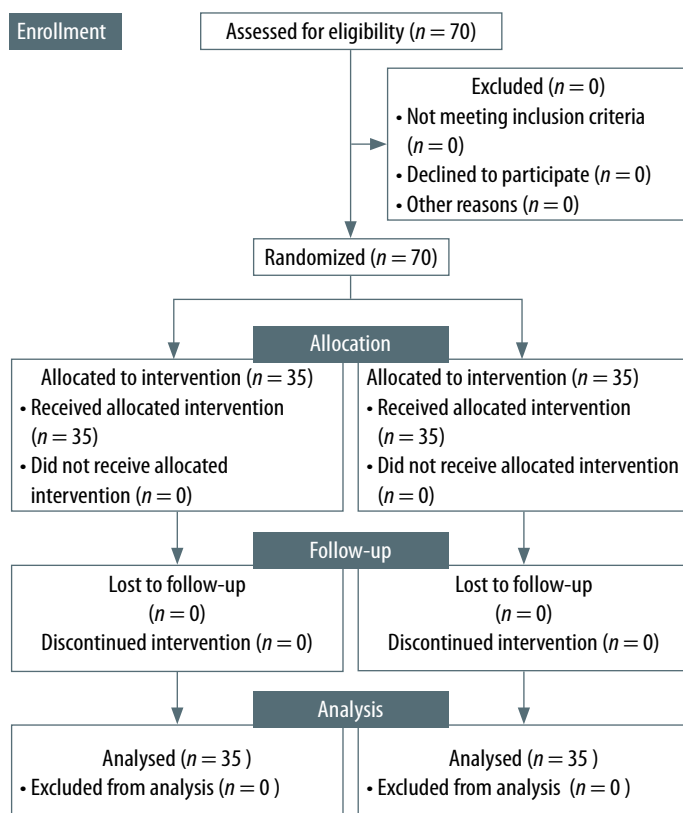 Enrollment
Assessed for eligibility (n = 70)
Excluded (n = 0)
• Not meeting inclusion criteria
(n = 0)
• Declined to participate (n = 0)
• Other reasons (n = 0)
Randomized (n = 70)
Allocation
Allocated to intervention (n = 35)
• Received allocated intervention
(n = 35)
• Did not receive allocated
intervention (n = 0)
Allocated to intervention (n = 35)
• Received allocated intervention
(n = 35)
• Did not receive allocated intervention
(n = 0)
Follow-up
Lost to follow-up
(n = 0)
Discontinued intervention (n = 0)
Lost to follow-up
(n = 0)
Discontinued intervention (n = 0)
Analysis
Analysed (n = 35 )
• Excluded from analysis (n = 0 )
Analysed (n = 35 )
• Excluded from analysis (n = 0 )